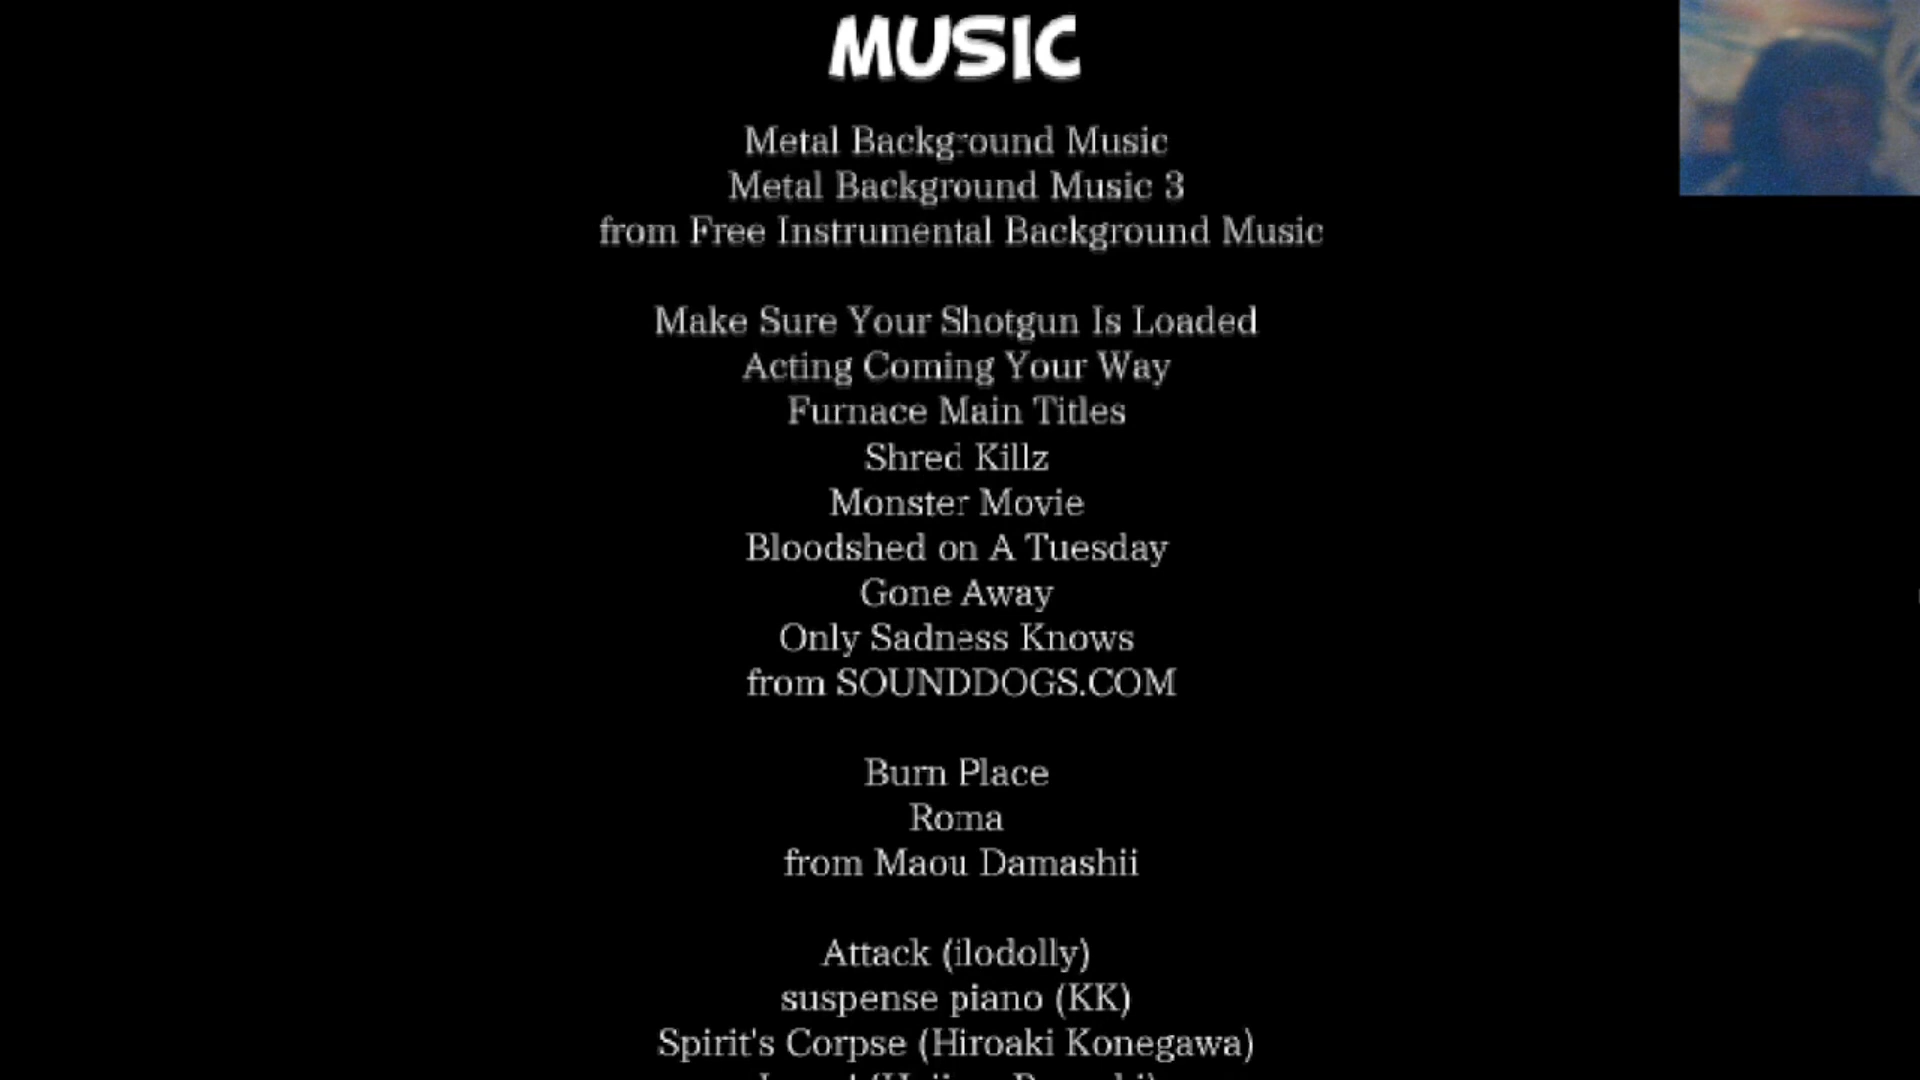 MUSIC
Metal Background Music
Metal Background Music 3
from Free Instrumental Background Music
Make Sure Your Shotgun Is Loaded
Acting Coming Your Way
Furnace Main Titles
Shred Killz
Monster Movie
Bloodshed on A Tuesday
Gone Away
Only Sadness Knows
from SOUNDDOGS.COM
Burn Place
Roma
from Maou Damashii
Attack (ilodolly)
suspense piano (KK)
Spirit's Corpse (Hiroaki Konegawa)